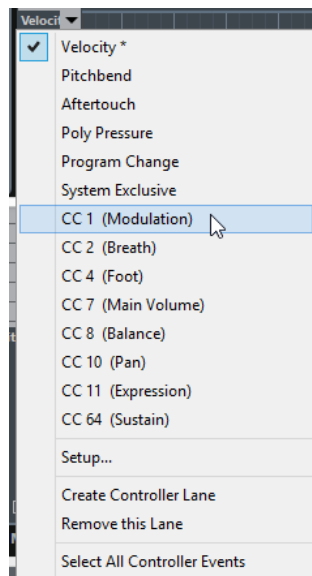 Velocit
Velocity *
Pitchbend
Aftertouch
Poly Pressure
Program Change
System Exclusive
CC 1 (Modulation)
CC 2 (Breath)
CC 4 (Foot)
CC 7 (Main Volume)
CC 8 (Balance)
CC 10 (Pan)
CC 11 (Expression)
CC 64 (Sustain)
Setup...
Create Controller Lane
Remove this Lane
Select All Controller Events